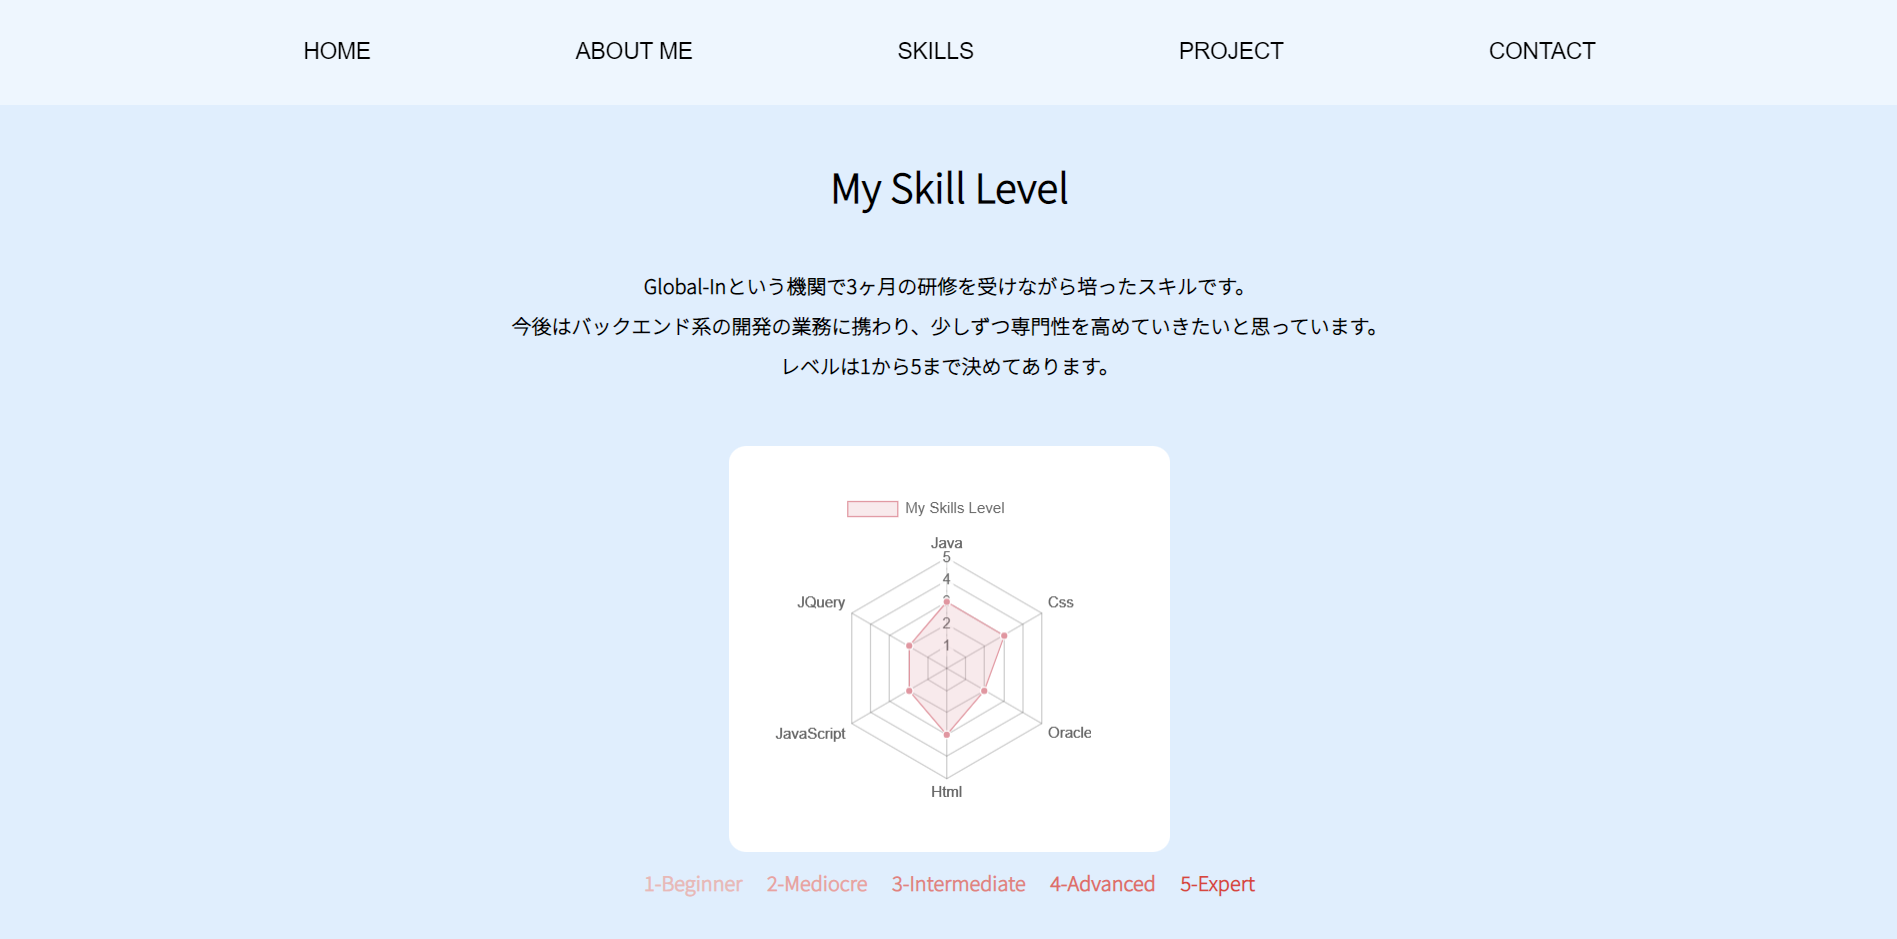 HOME ABOUT ME SKILLS PROJECT CONTACT
My Skill Level
Global-Inという機関で3ヶ月の研修を受けながら培ったスキルです。
今後はバックエンド系の開発の業務に携わり、少しずつ専門性を高めていきたいと思っています。
レベルは1から5まで決めてあります。
My Skills Level
Java
5
4
JQuery
Css
2
1
JavaScript
Oracle
Html
1-Beginner 2-Mediocre 3-Intermediate 4-Advanced 5-Expert